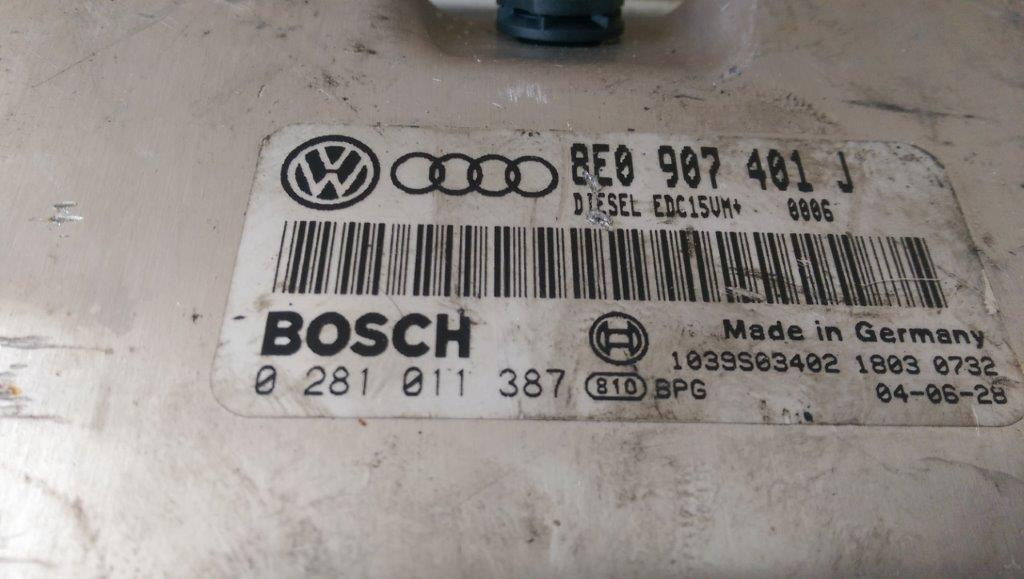 8E0 907 401 J
DIESEL EDC15VM+ 0006
BOSCH
Made in Germany
1039S03402 1803 0732
0 281 011 387 810 BPG 04-06-28